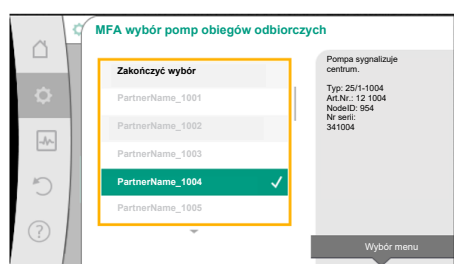 MFA wybór pomp obiegów odbiorczych
Zakończyć wybór
PartnerName_1001
PartnerName_1002
PartnerName_1003
PartnerName_1004
PartnerName_1005
Pompa sygnalizuje
centrum.
Typ: 25/1-1004
Art.Nr.: 12 1004
NodeID: 954
Nr serii:
341004
Wybór menu